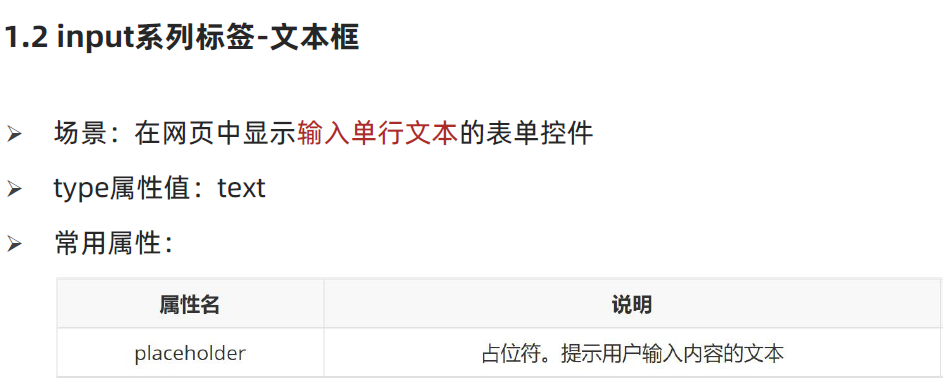 1.2 input系列标签-文本框
场景：在网页中显示输入单行文本的表单控件
type属性值：text
常用属性：
属性名 说明
placeholder 占位符。提示用户输入内容的文本